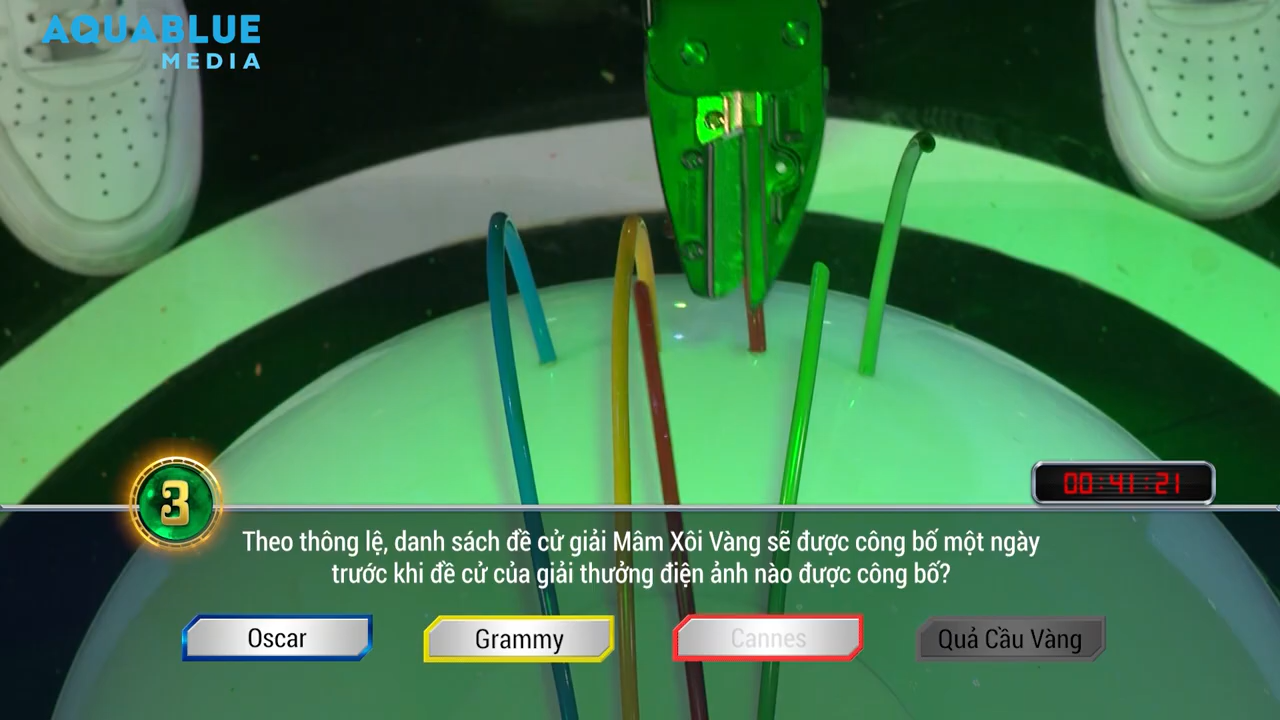 AQUABLUE
MEDIA
3
00:41:21
Theo thông lệ, danh sách đề cử giải Mâm Xôi Vàng sẽ được công bố một ngày
trước khi đề cử của giải thưởng điện ảnh nào được công bố?
Oscar
Grammy
Cannes
Quả Cầu Vàng